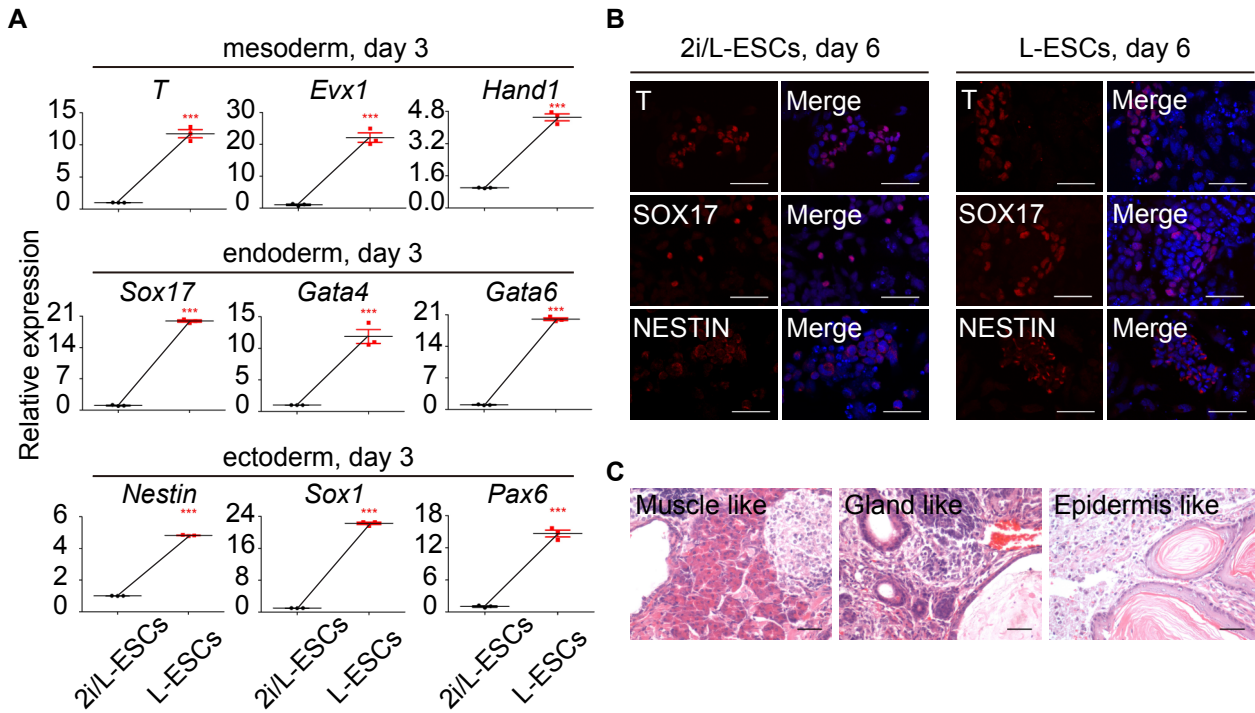 A
mesoderm, day 3
T
Evx1
Hand1
15
10
5
0
***
30
20
10
0
***
4.8
3.2
1.6
0.0
***
Relative expression
endoderm, day 3
Sox17
Gata4
Gata6
21
14
7
0
***
15
10
5
0
***
21
14
7
0
***
ectoderm, day 3
Nestin
Sox1
Pax6
6
4
2
0
***
24
16
8
0
***
18
12
6
0
***
2i/L-ESCs
L-ESCs
2i/L-ESCs
L-ESCs
2i/L-ESCs
L-ESCs
B
2i/L-ESCs, day 6
L-ESCs, day 6
T
Merge
T
Merge
SOX17
Merge
SOX17
Merge
NESTIN
Merge
NESTIN
Merge
C
Muscle like
Gland like
Epidermis like